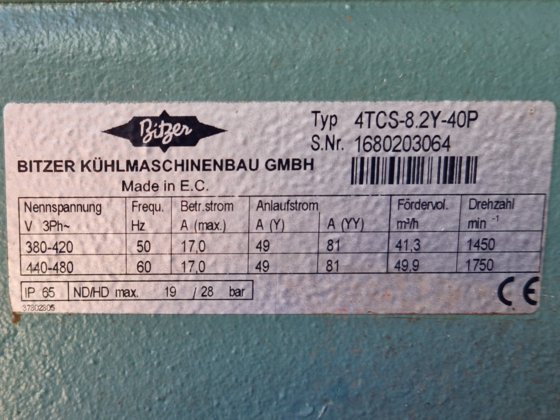 Bitzer
Typ 4TCS-8.2Y-40P
S.Nr. 1680203064
BITZER KÜHLMASCHINENBAU GMBH
Made in E.C.
Nennspannung Frequ. Betr.strom Anlaufstrom Fördervol. Drehzahl
V 3Ph~ Hz A (max.) A (Y) A (YY) m³/h min -1
380-420 50 17.0 49 81 41,3 1450
440-480 60 17.0 49 81 49,9 1750
IP 65 ND/HD max. 19 / 28 bar
CE
37802305